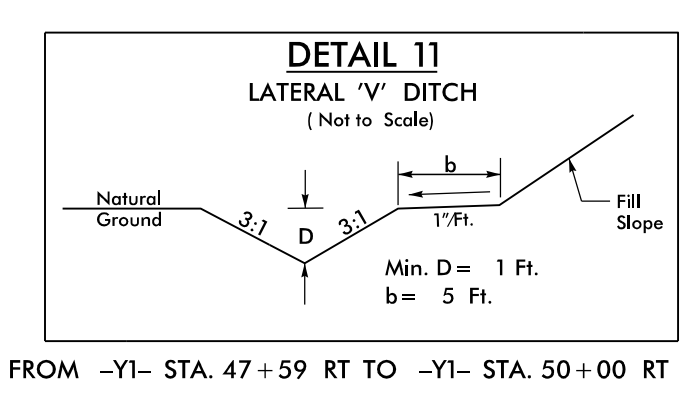 DETAIL 11
LATERAL 'V' DITCH
( Not to Scale)
b
Natural
Ground
3:1
D
3:1
1"/Ft.
Fill
Slope
Min. D = 1 Ft.
b = 5 Ft.
FROM -Y1- STA. 47+59 RT TO -Y1- STA. 50+00 RT